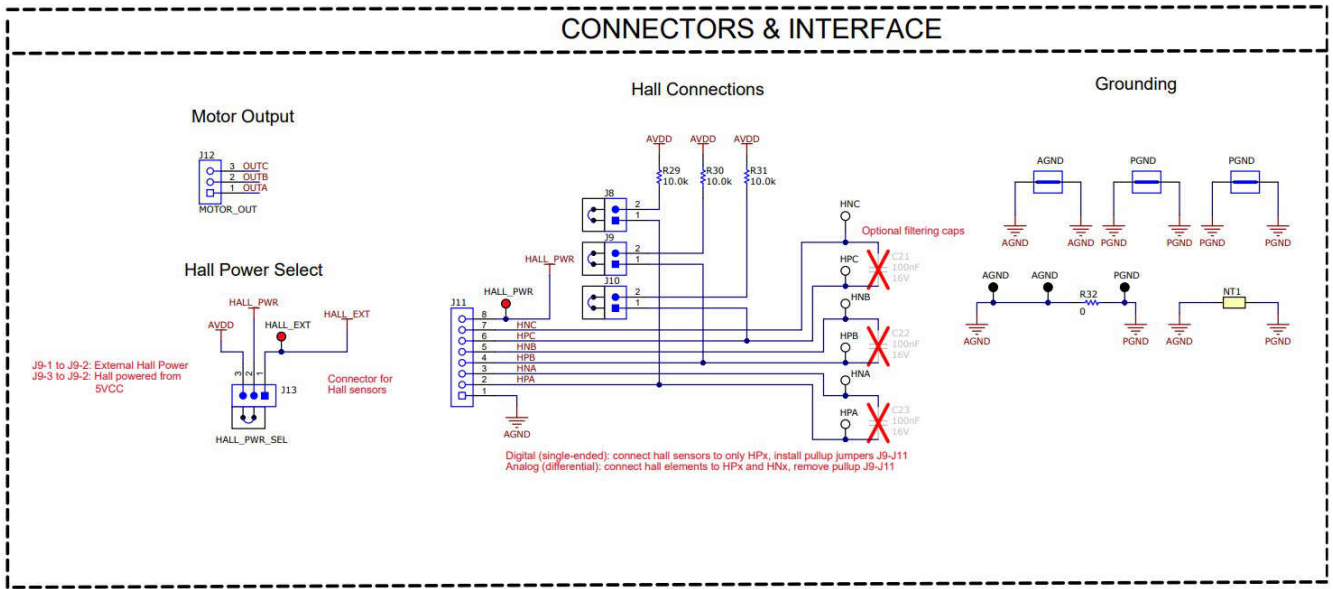 CONNECTORS & INTERFACE
Motor Output
J12
3 OUTC
2 OUTB
1 OUTA
MOTOR_OUT
Hall Power Select
HALL_PWR
AVDD
HALL_EXT
HALL_EXT
J9-1 to J9-2: External Hall Power
J9-3 to J9-2: Hall powered from
5VCC
3
2
1
J13
HALL_PWR_SEL
Connector for
Hall sensors
Hall Connections
AVDD AVDD AVDD
R29
10.0k
R30
10.0k
R31
10.0k
J8
2
1
J9
2
1
J10
2
1
HALL_PWR
HALL_PWR
J11
8
7 HNC
6 HPC
5 HNB
4 HPB
3 HNA
2 HPA
1
AGND
HNC
Optional filtering caps
HPC
C21
100nF
16V
HNB
HPB
C22
100nF
16V
HNA
HPA
C23
100nF
16V
Digital (single-ended): connect hall sensors to only HPx, install pullup jumpers J9-J11
Analog (differential): connect hall elements to HPx and HNx, remove pullup J9-J11
Grounding
AGND PGND PGND
AGND AGND PGND PGND PGND PGND
AGND AGND PGND
R32
0
NT1
AGND PGND AGND PGND